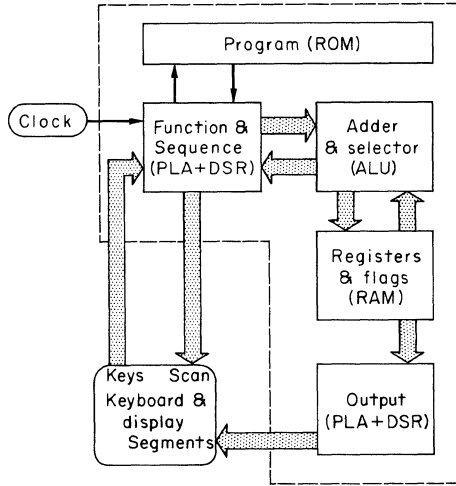 Program (ROM)
Clock
Function &
Sequence
(PLA+DSR)
Adder
& selector
(ALU)
Registers
& flags
(RAM)
Keys Scan
Keyboard &
display
Segments
Output
(PLA+DSR)